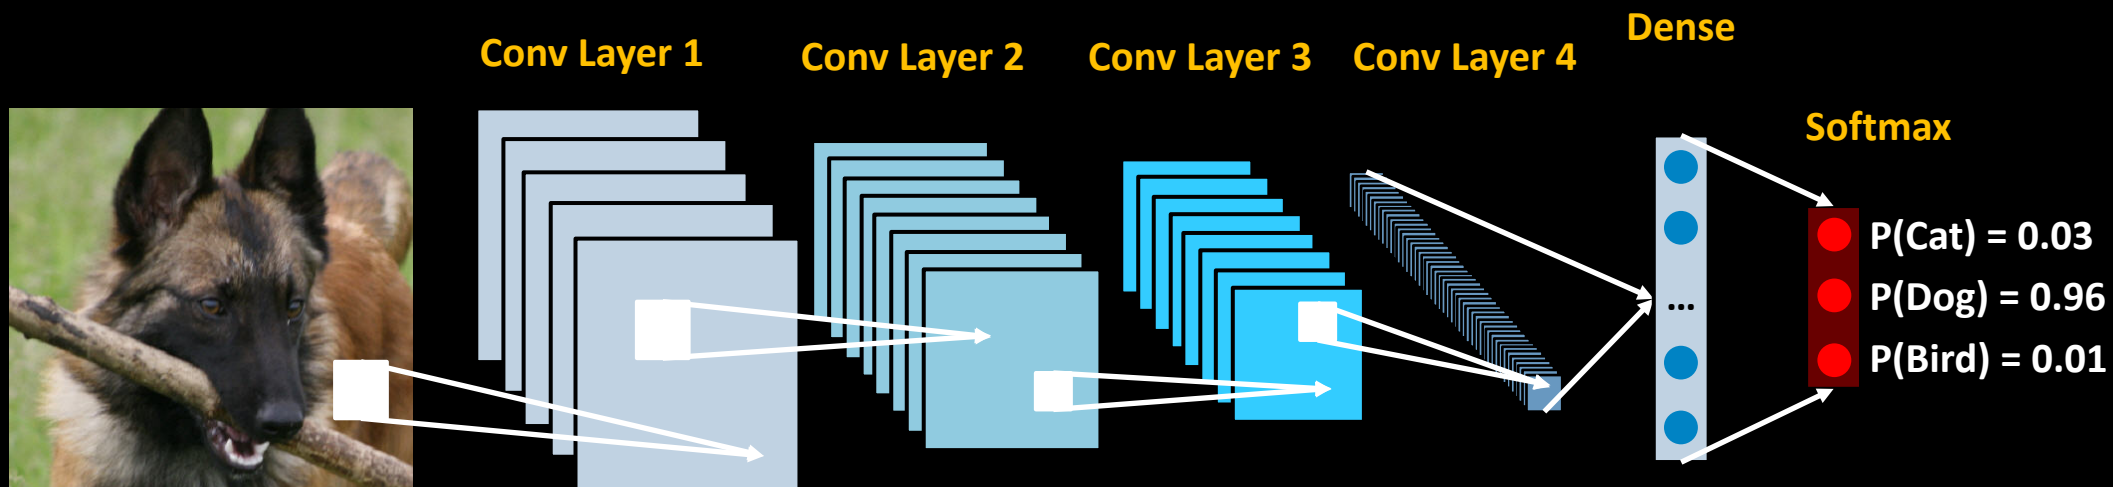 Conv Layer 1
Conv Layer 2
Conv Layer 3
Conv Layer 4
Dense
...
Softmax
P(Cat) = 0.03
P(Dog) = 0.96
P(Bird) = 0.01